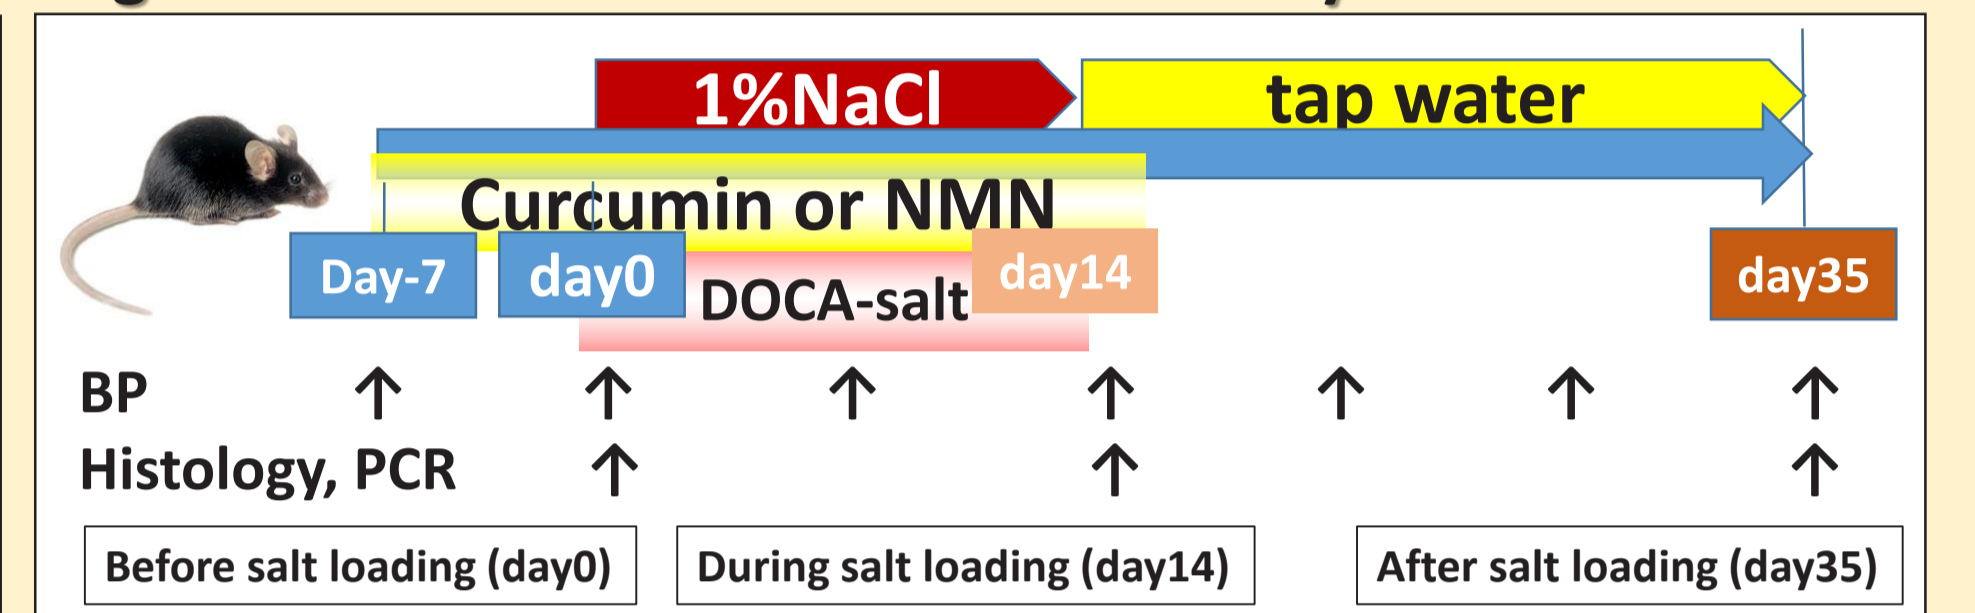 1%NaCl
tap water
Curcumin or NMN
Day-7
day0
DOCA-salt
day14
day35
BP ↑ ↑ ↑ ↑ ↑ ↑ ↑
Histology, PCR ↑ ↑ ↑
Before salt loading (day0)
During salt loading (day14)
After salt loading (day35)